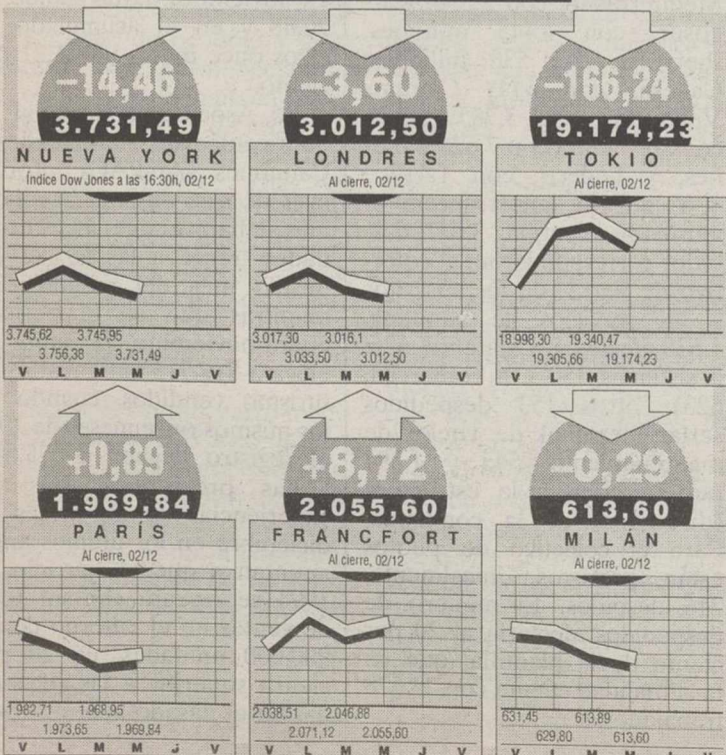 –14,46
3.731,49
NUEVA YORK
Índice Dow Jones a las 16:30h, 02/12
3.745,62 3.745,95
3.756,38 3.731,49
V L M M J V
–3,60
3.012,50
LONDRES
Al cierre, 02/12
3.017,30 3.016,1
3.033,50 3.012,50
V L M M J V
–166,24
19.174,23
TOKIO
Al cierre, 02/12
18.998,30 19.340,47
19.305,66 19.174,23
V L M M J V
+0,89
1.969,84
PARÍS
Al cierre, 02/12
1.982,71 1.968,95
1.973,65 1.969,84
V L M M J V
+8,72
2.055,60
FRANCFORT
Al cierre, 02/12
2.038,51 2.046,88
2.071,12 2.055,60
V L M M J V
–0,29
613,60
MILÁN
Al cierre, 02/12
631,45 613,89
629,80 613,60
V L M M J V